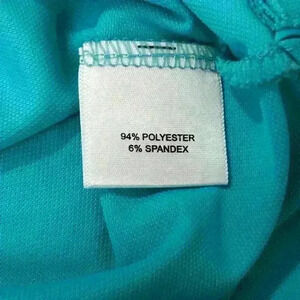 94% POLYESTER
6% SPANDEX